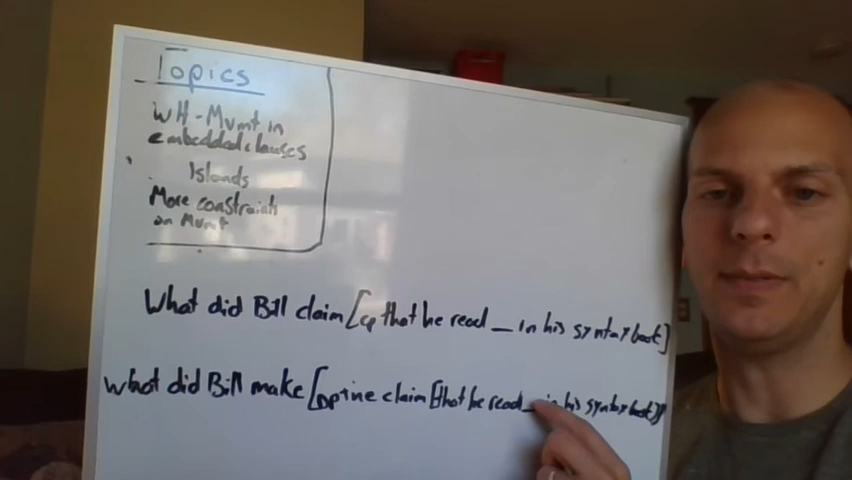 Topics
WH-Mvmt in
embedded clauses
Islands
More constraints
on Mvmt
What did Bill claim [CP that he read _ in his syntax book]
What did Bill make [DP the claim [that he read _ in his syntax book]]